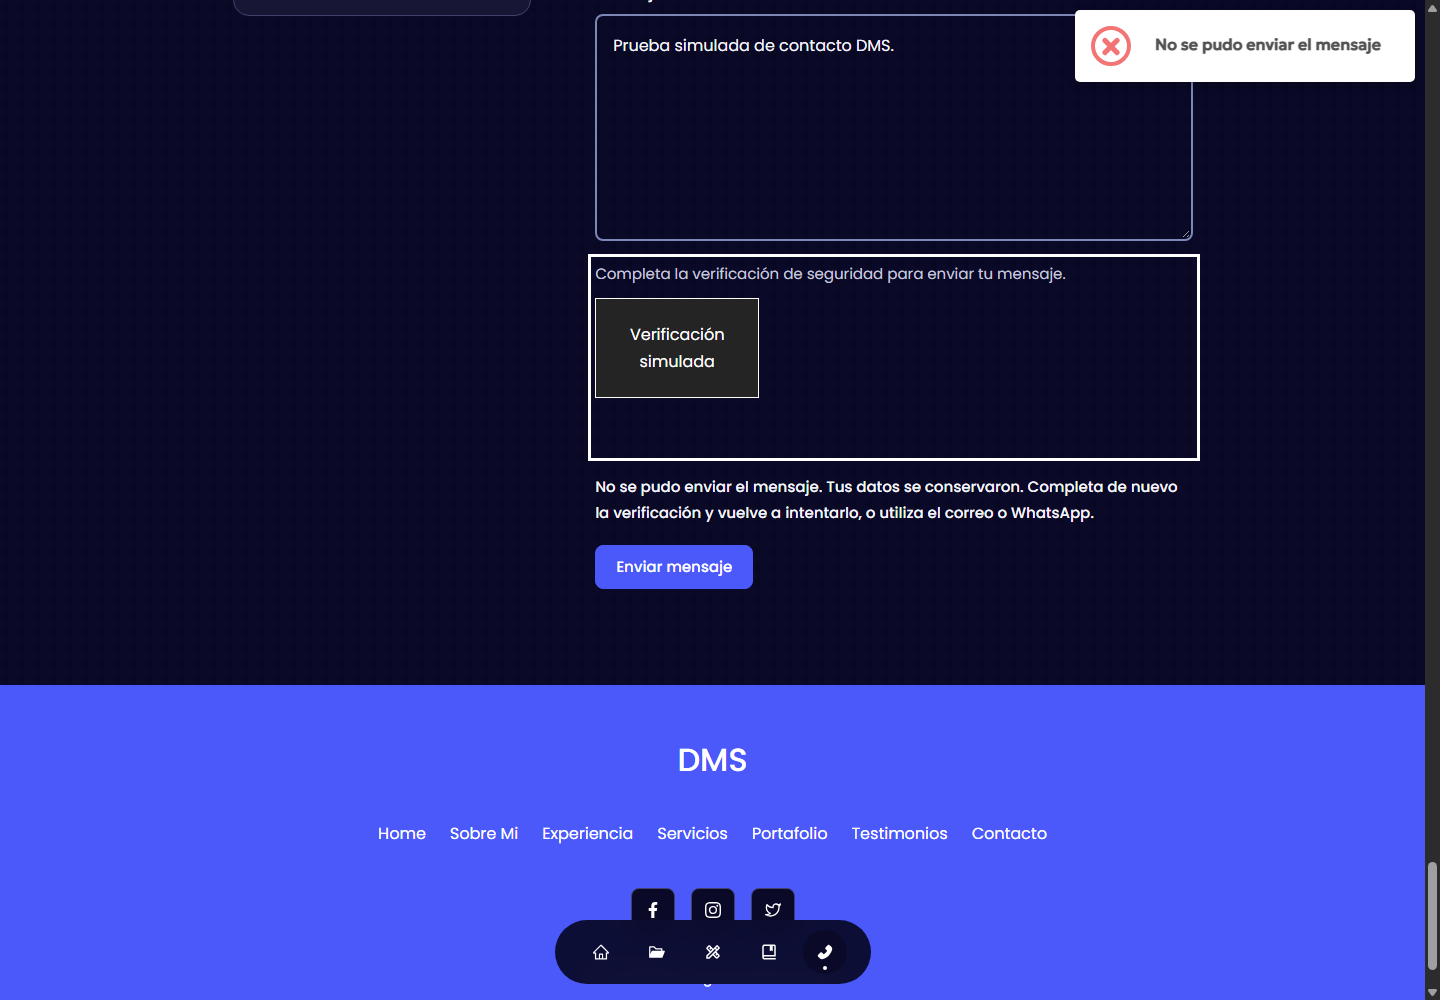 Prueba simulada de contacto DMS.
No se pudo enviar el mensaje
Completa la verificación de seguridad para enviar tu mensaje.
Verificación
simulada
No se pudo enviar el mensaje. Tus datos se conservaron. Completa de nuevo
la verificación y vuelve a intentarlo, o utiliza el correo o WhatsApp.
Enviar mensaje
DMS
Home Sobre Mi Experiencia Servicios Portafolio Testimonios Contacto